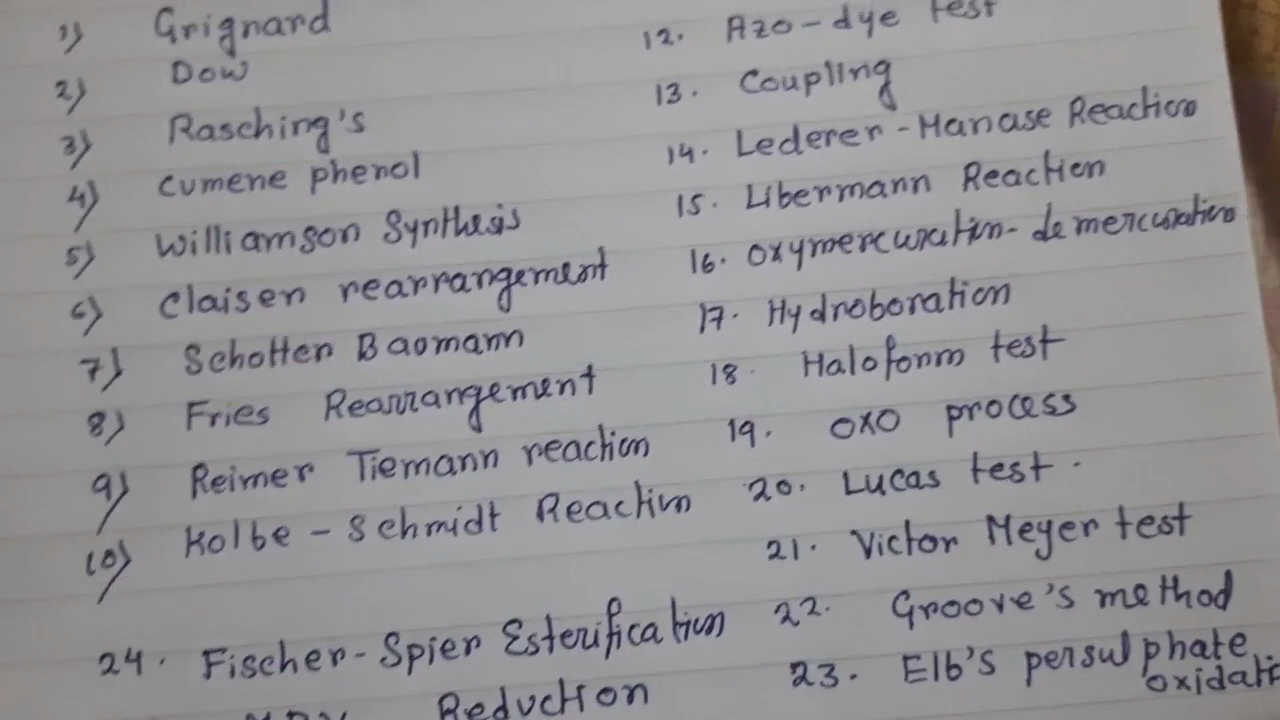 1) Grignard
2) Dow
3) Rasching's
4) Cumene phenol
5) Williamson Synthesis
6) Claisen rearrangement
7) Schotten Baomann
8) Fries Rearrangement
9) Reimer Tiemann reaction
10) Kolbe - Schmidt Reaction
24. Fischer-Spier Esterification
Reduction
12. Azo-dye test
13. Coupling
14. Lederer-Manase Reaction
15. Libermann Reaction
16. Oxymercuration-demercuration
17. Hydroboration
18. Haloform test
19. OXO process
20. Lucas test.
21. Victor Meyer test
22. Groove's method
23. Elb's persulphate